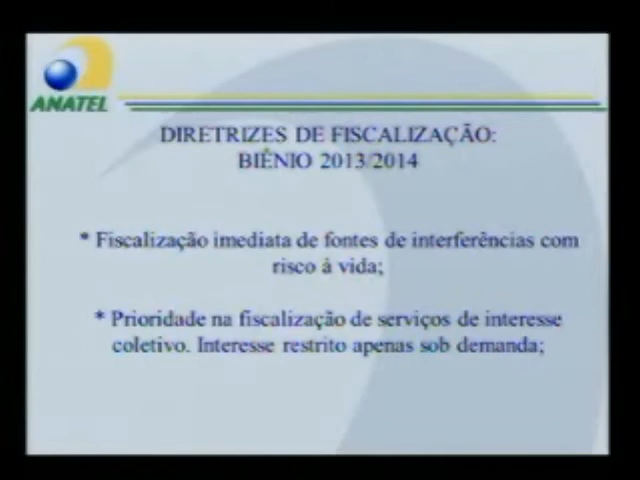 ANATEL
DIRETRIZES DE FISCALIZAÇÃO:
BIÊNIO 2013/2014
* Fiscalização imediata de fontes de interferências com
risco à vida;
* Prioridade na fiscalização de serviços de interesse
coletivo. Interesse restrito apenas sob demanda;